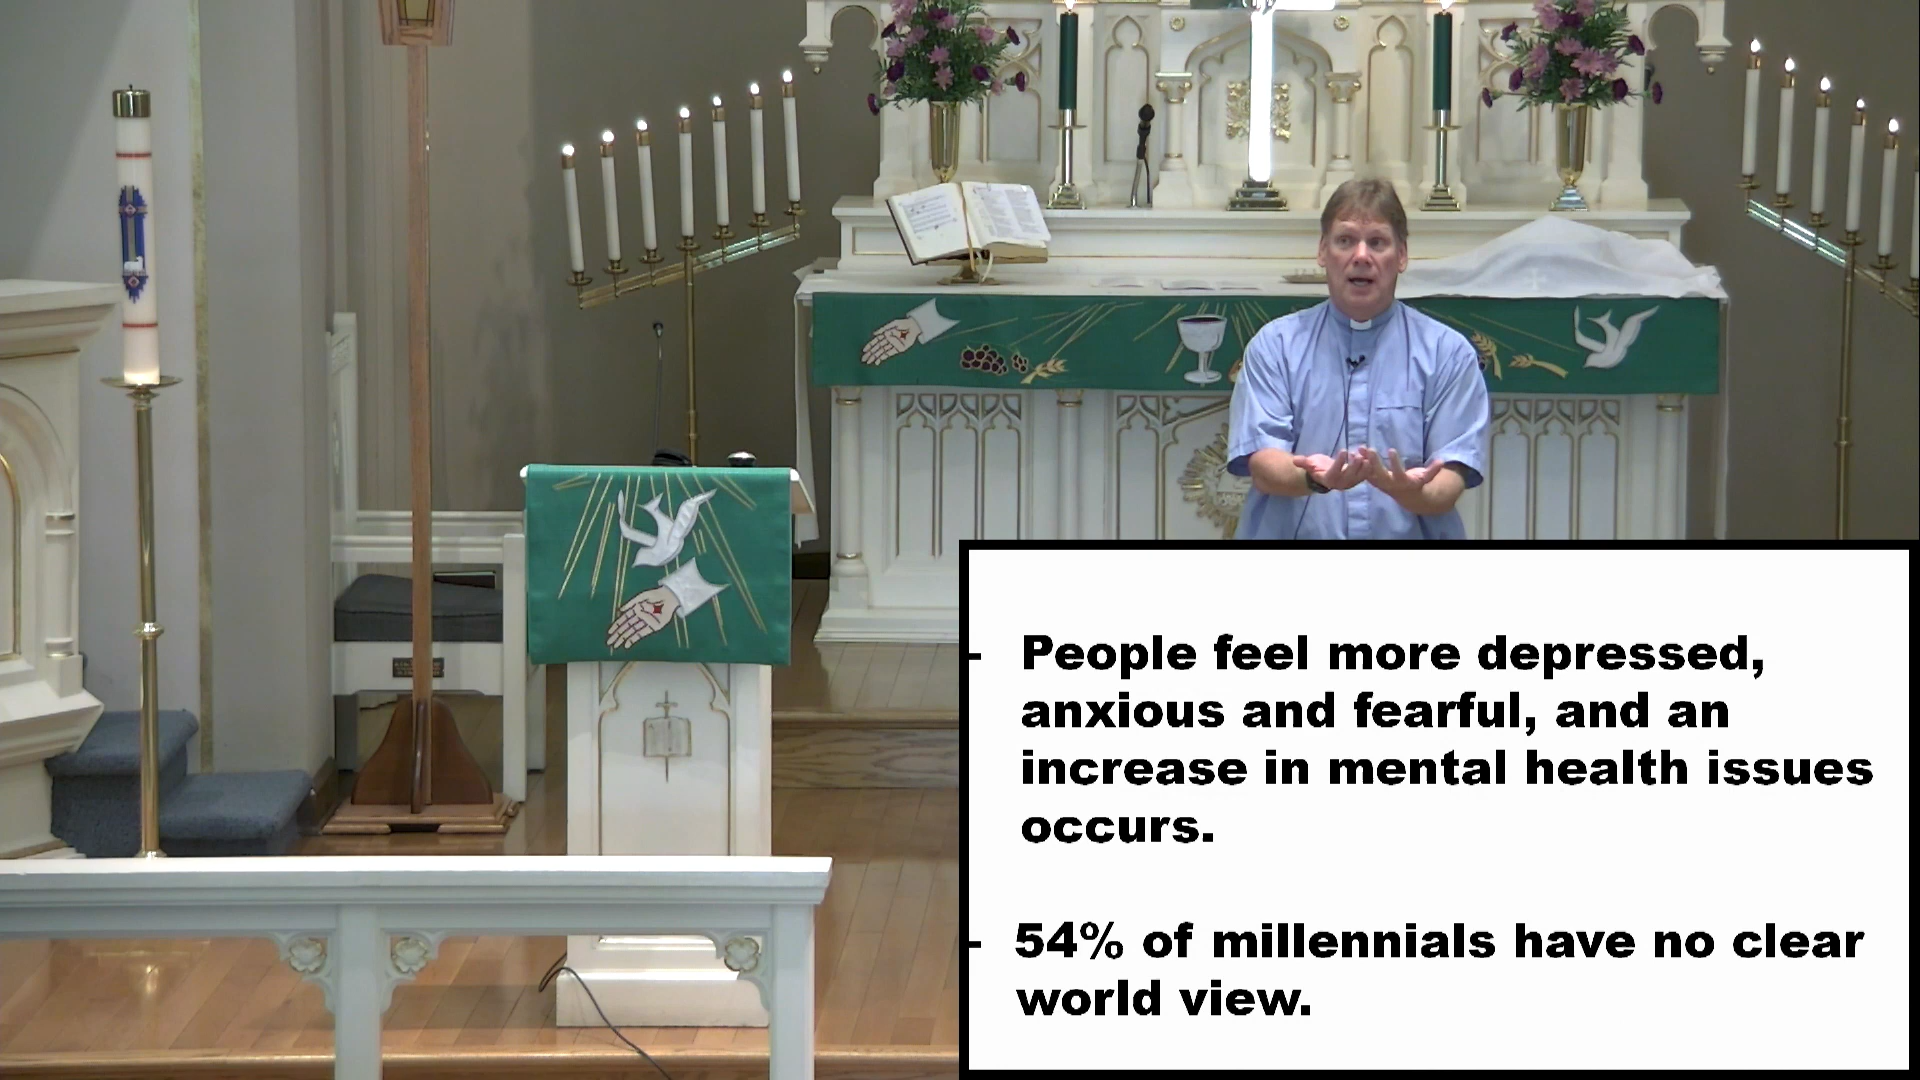 - People feel more depressed,
anxious and fearful, and an
increase in mental health issues
occurs.
- 54% of millennials have no clear
world view.